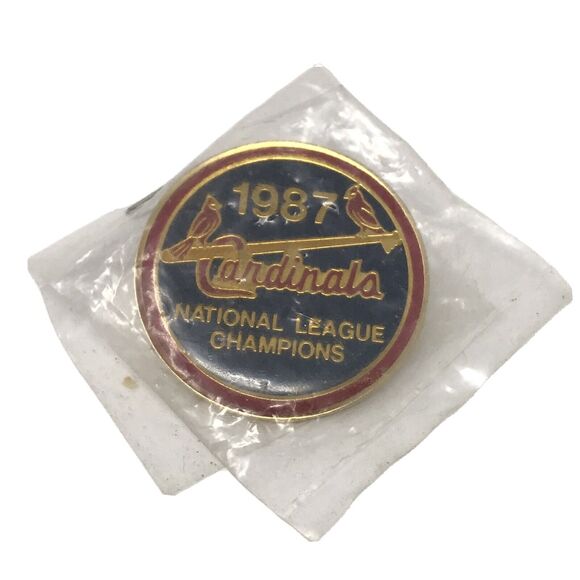 1987
Cardinals
NATIONAL LEAGUE
CHAMPIONS